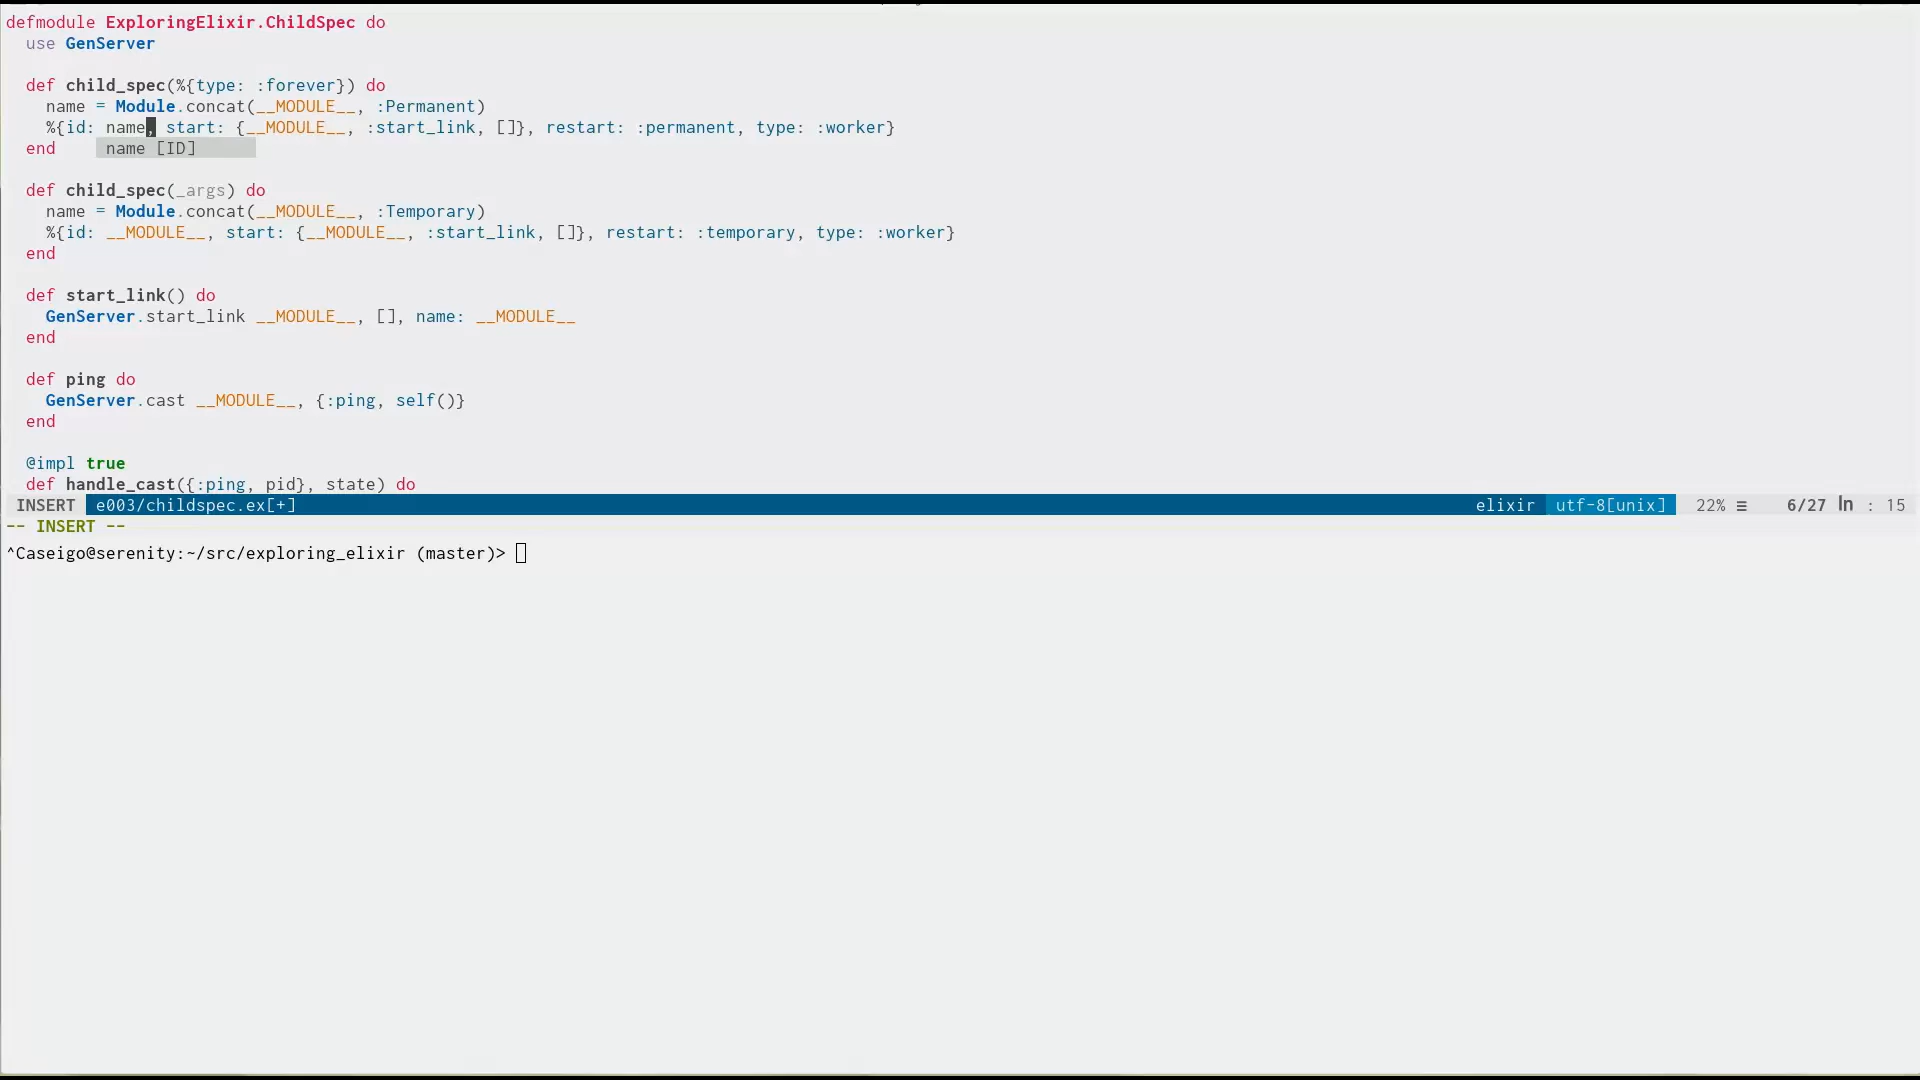 defmodule ExploringElixir.ChildSpec do
  use GenServer

  def child_spec(%{type: :forever}) do
    name = Module.concat(__MODULE__, :Permanent)
    %{id: name, start: {__MODULE__, :start_link, []}, restart: :permanent, type: :worker}
  end     name [ID]

  def child_spec(_args) do
    name = Module.concat(__MODULE__, :Temporary)
    %{id: __MODULE__, start: {__MODULE__, :start_link, []}, restart: :temporary, type: :worker}
  end

  def start_link() do
    GenServer.start_link __MODULE__, [], name: __MODULE__
  end

  def ping do
    GenServer.cast __MODULE__, {:ping, self()}
  end

  @impl true
  def handle_cast({:ping, pid}, state) do
INSERT  e003/childspec.ex[+]  elixir  utf-8[unix]  22% ≡  6/27 ln : 15
-- INSERT --
^Caseigo@serenity:~/src/exploring_elixir (master)>